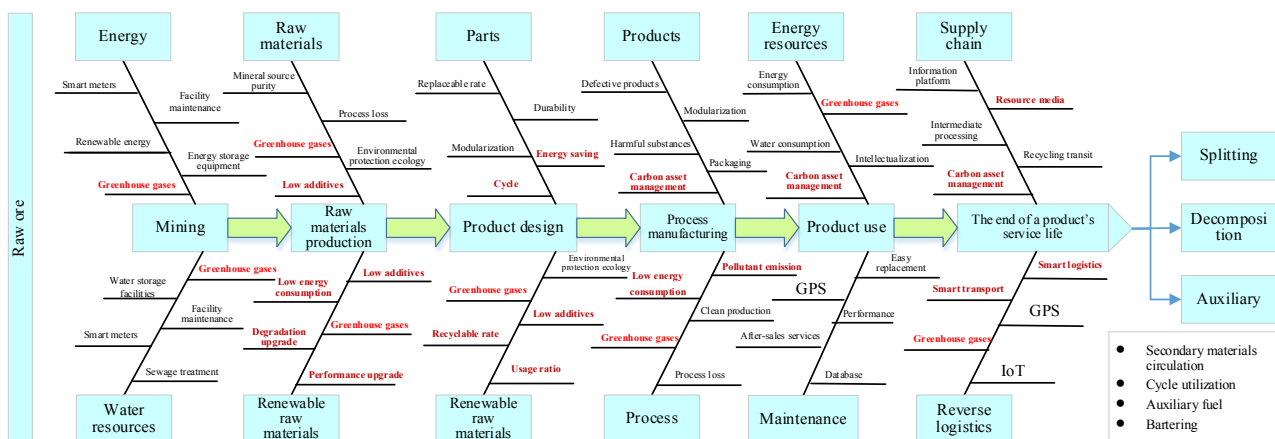 Raw ore
Energy
Raw
materials
Parts
Products
Energy
resources
Supply
chain
Smart meters
Facility
maintenance
Renewable energy
Energy storage
equipment
Greenhouse gases
Mineral source
purity
Process loss
Greenhouse gases
Environmental
protection ecology
Low additives
Replaceable rate
Durability
Modularization
Energy saving
Cycle
Defective products
Modularization
Harmful substances
Packaging
Carbon asset
management
Energy
consumption
Greenhouse gases
Water consumption
Intellectualization
Carbon asset
management
Information
platform
Resource media
Intermediate
processing
Recycling transit
Carbon asset
management
Mining
Raw
materials
production
Product design
Process
manufacturing
Product use
The end of a product's
service life
Splitting
Decomposi
tion
Auxiliary
Greenhouse gases
Water storage
facilities
Facility
maintenance
Smart meters
Sewage treatment
Low additives
Low energy
consumption
Greenhouse gases
Degradation
upgrade
Performance upgrade
Environmental
protection ecology
Greenhouse gases
Low additives
Recyclable rate
Usage ratio
Pollutant emission
Low energy
consumption
Clean production
Greenhouse gases
Process loss
Easy
replacement
GPS
Performance
After-sales services
Database
Smart logistics
Smart transport
GPS
Greenhouse gases
IoT
Water
resources
Renewable raw
materials
Renewable raw
materials
Process
Maintenance
Reverse
logistics
● Secondary materials
circulation
● Cycle utilization
● Auxiliary fuel
● Bartering